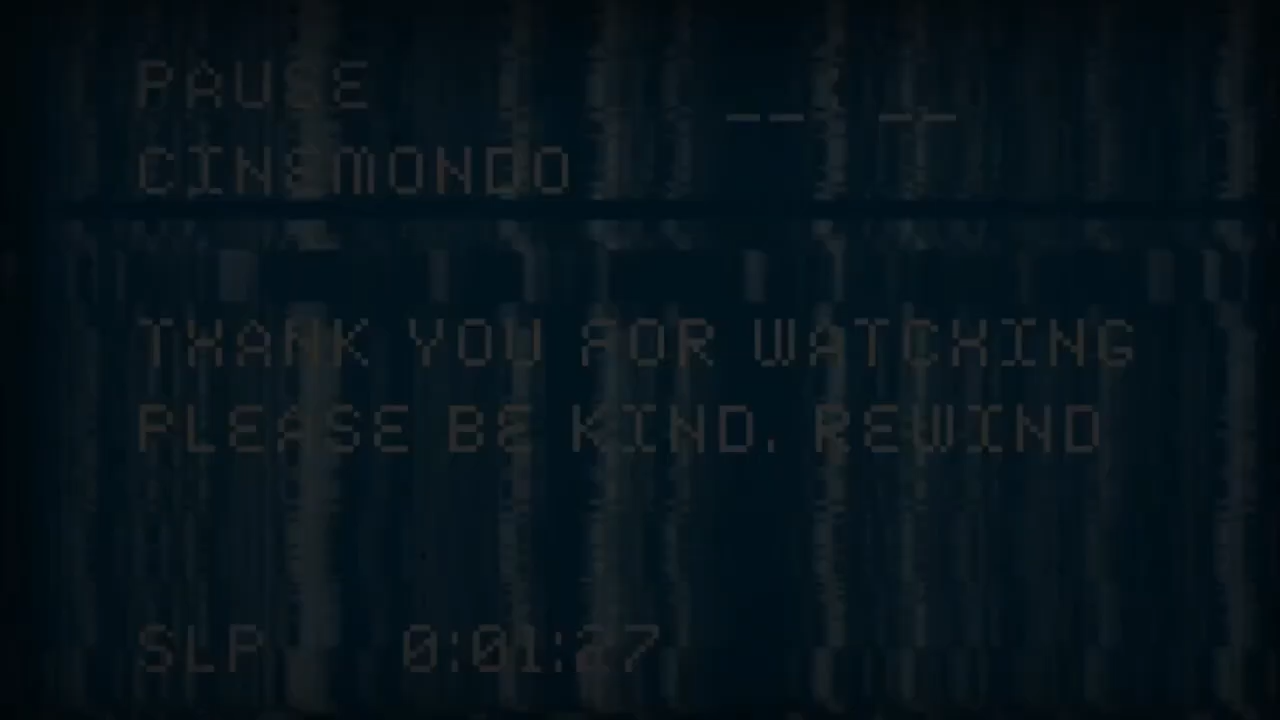 PAUSE
-- --
CINEMONDO
THANK YOU FOR WATCHING
PLEASE BE KIND. REWIND
SLP 0:01:27